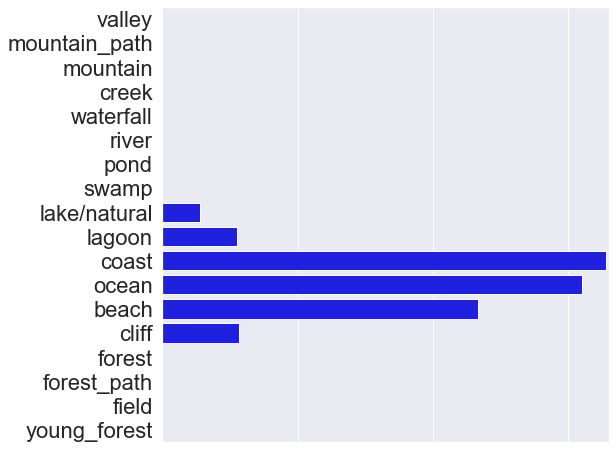 valley
mountain_path
mountain
creek
waterfall
river
pond
swamp
lake/natural
lagoon
coast
ocean
beach
cliff
forest
forest_path
field
young_forest